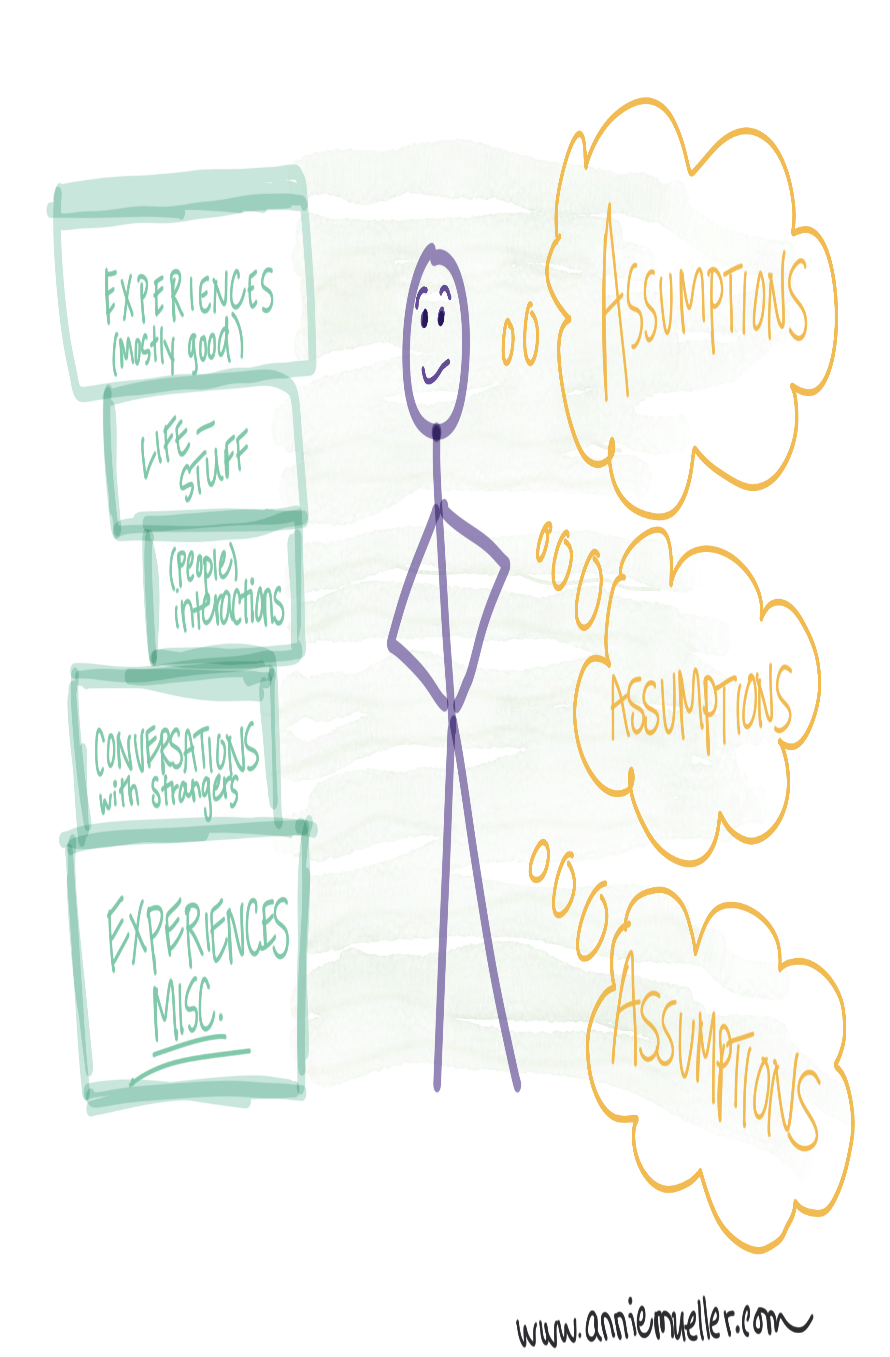 EXPERIENCES
(mostly good)
LIFE-
STUFF
(people)
interactions
CONVERSATIONS
with strangers
EXPERIENCES
MISC.
ASSUMPTIONS
ASSUMPTIONS
ASSUMPTIONS
www.anniemueller.com